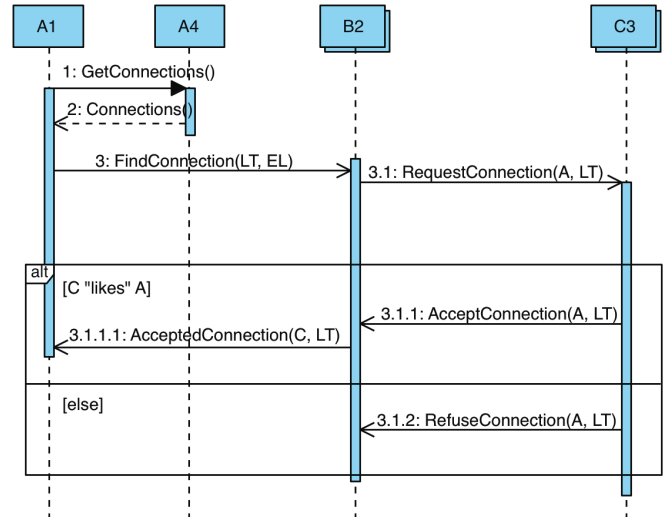 A1
A4
B2
C3
1: GetConnections()
2: Connections()
3: FindConnection(LT, EL)
3.1: RequestConnection(A, LT)
alt
[C "likes" A]
3.1.1: AcceptConnection(A, LT)
3.1.1.1: AcceptedConnection(C, LT)
[else]
3.1.2: RefuseConnection(A, LT)